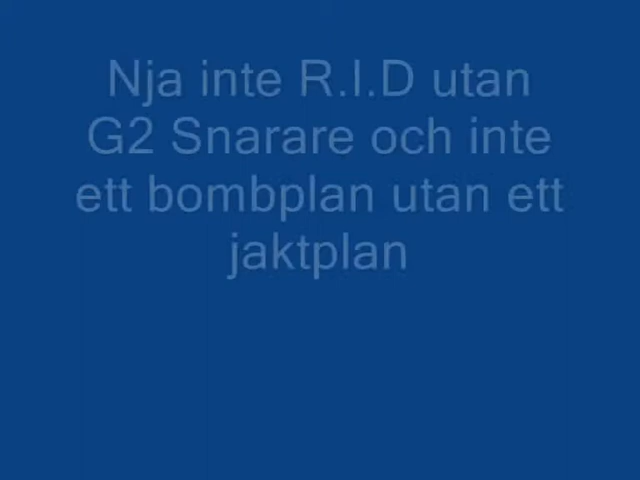 Nja inte R.I.D utan
G2 Snarare och inte
ett bombplan utan ett
jaktplan